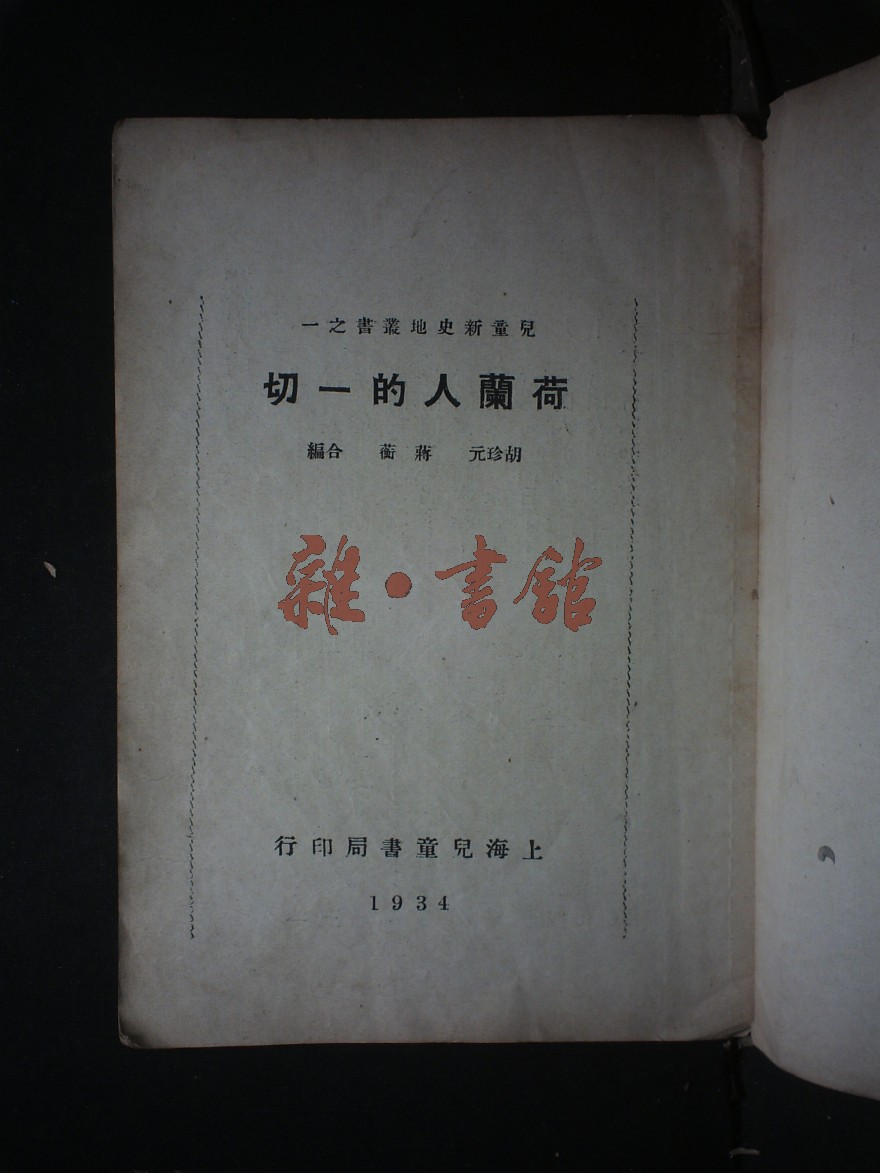 兒童新史地叢書之一
荷蘭人的一切
胡珍元 蔣蘅 合編
雜·書館
上海兒童書局印行
1934